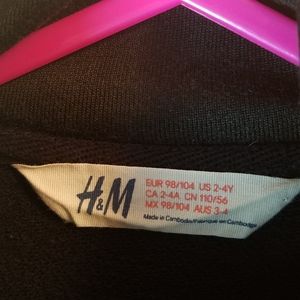 H&M
EUR 98/104 US 2-4Y
CA 2-4A CN 110/56
MX 98/104 AUS 3-4
Made in Cambodia/Fabriqué en Cambodge